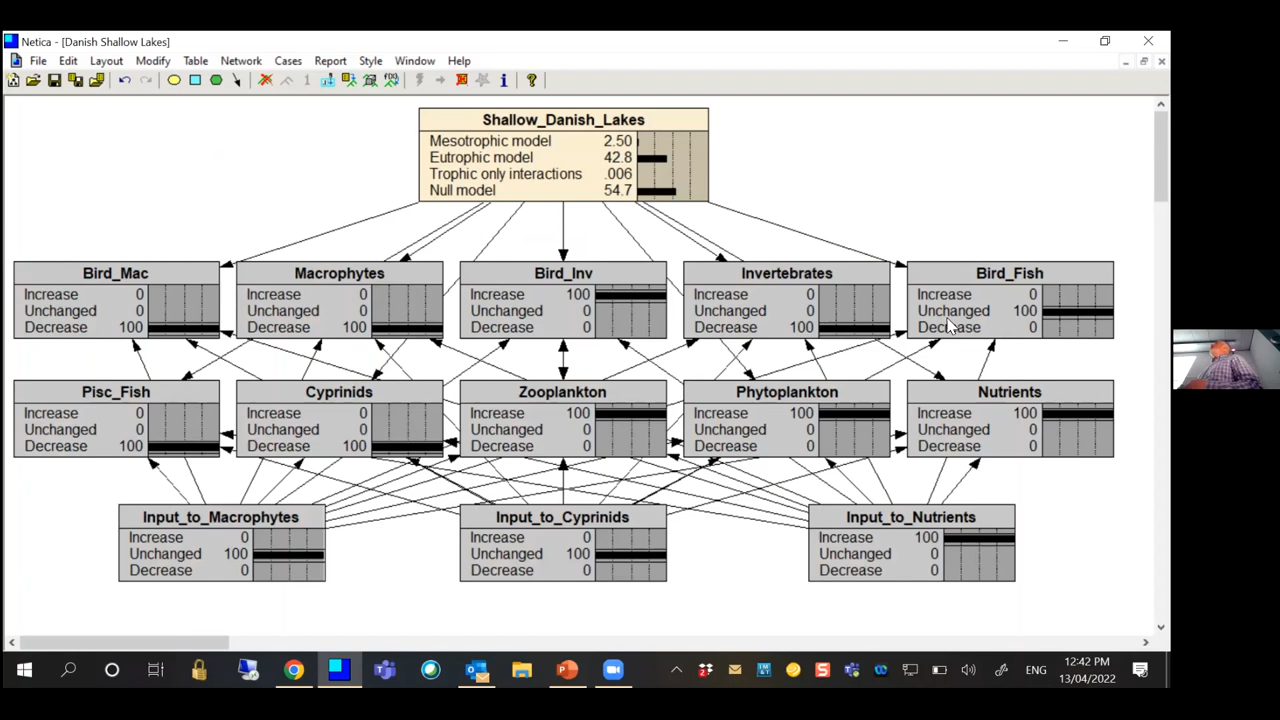 Netica - [Danish Shallow Lakes]
File Edit Layout Modify Table Network Cases Report Style Window Help
Shallow_Danish_Lakes
Mesotrophic model 2.50
Eutrophic model 42.8
Trophic only interactions .006
Null model 54.7
Bird_Mac
Increase 0
Unchanged 0
Decrease 100
Macrophytes
Increase 0
Unchanged 0
Decrease 100
Bird_Inv
Increase 100
Unchanged 0
Decrease 0
Invertebrates
Increase 0
Unchanged 0
Decrease 100
Bird_Fish
Increase 0
Unchanged 100
Decrease 0
Pisc_Fish
Increase 0
Unchanged 0
Decrease 100
Cyprinids
Increase 0
Unchanged 0
Decrease 100
Zooplankton
Increase 100
Unchanged 0
Decrease 0
Phytoplankton
Increase 100
Unchanged 0
Decrease 0
Nutrients
Increase 100
Unchanged 0
Decrease 0
Input_to_Macrophytes
Increase 0
Unchanged 100
Decrease 0
Input_to_Cyprinids
Increase 0
Unchanged 100
Decrease 0
Input_to_Nutrients
Increase 100
Unchanged 0
Decrease 0
ENG
12:42 PM
13/04/2022